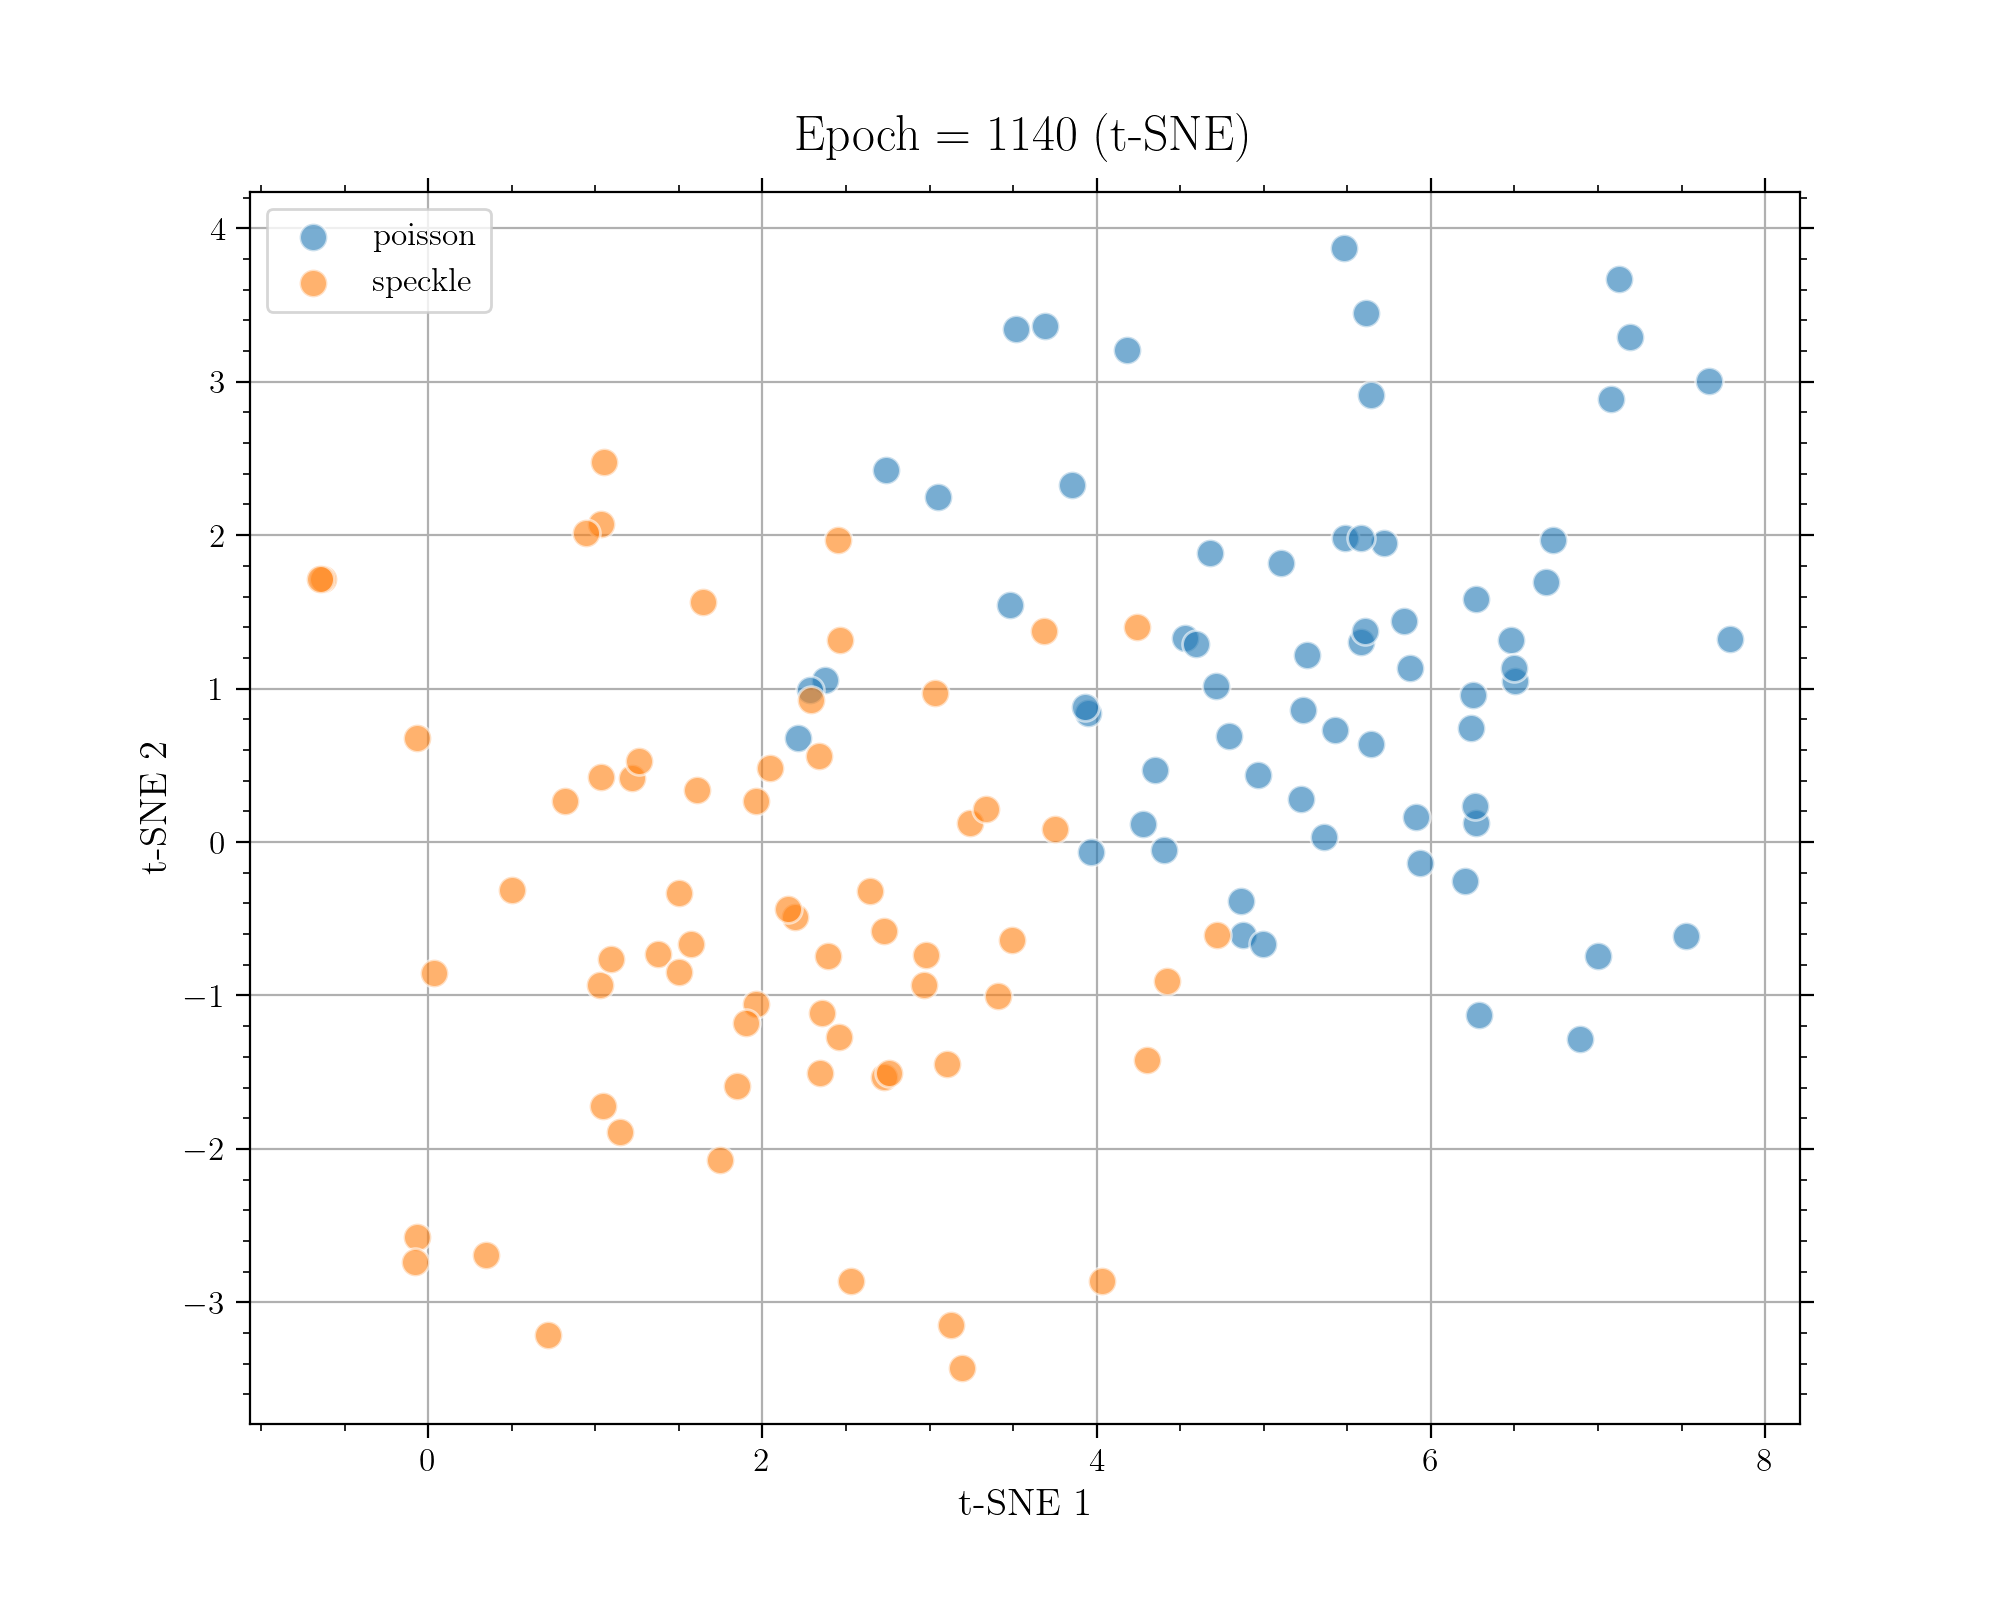 Epoch = 1140 (t-SNE)
poisson
speckle
4
3
2
1
0
−1
−2
−3
t-SNE 2
0 2 4 6 8
t-SNE 1